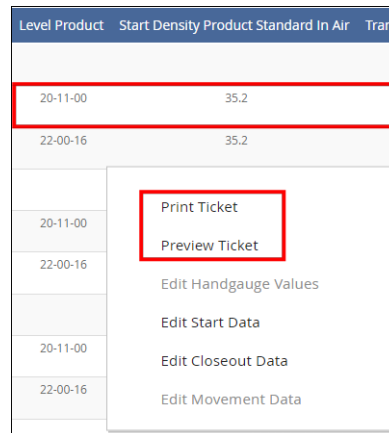 Level Product Start Density Product Standard In Air Tran
20-11-00 35.2
22-00-16 35.2
Print Ticket
Preview Ticket
20-11-00
22-00-16
Edit Handgauge Values
Edit Start Data
20-11-00
Edit Closeout Data
22-00-16
Edit Movement Data